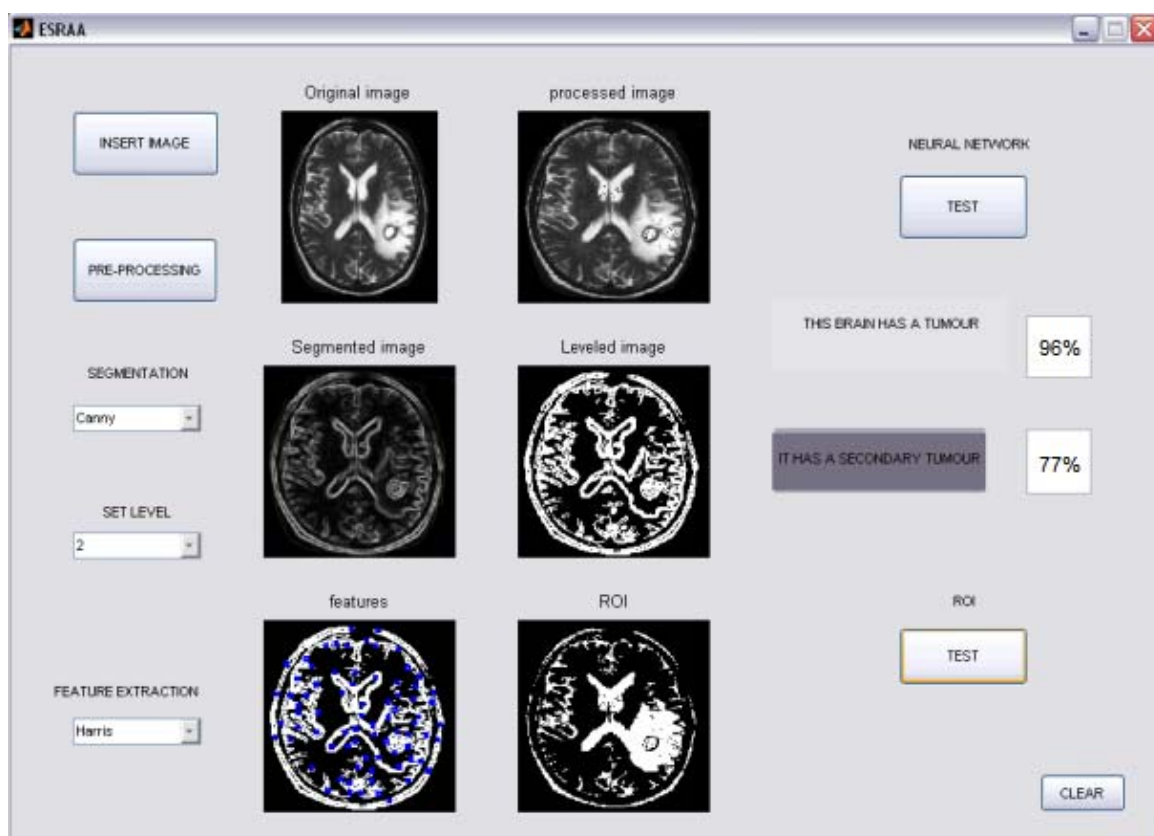 ESRAA
Original image
processed image
INSERT IMAGE
NEURAL NETWORK
TEST
PRE-PROCESSING
THIS BRAIN HAS A TUMOUR
96%
Segmented image
Leveled image
SEGMENTATION
Canny
IT HAS A SECONDARY TUMOUR
77%
SET LEVEL
2
features
ROI
ROI
TEST
FEATURE EXTRACTION
Harris
CLEAR